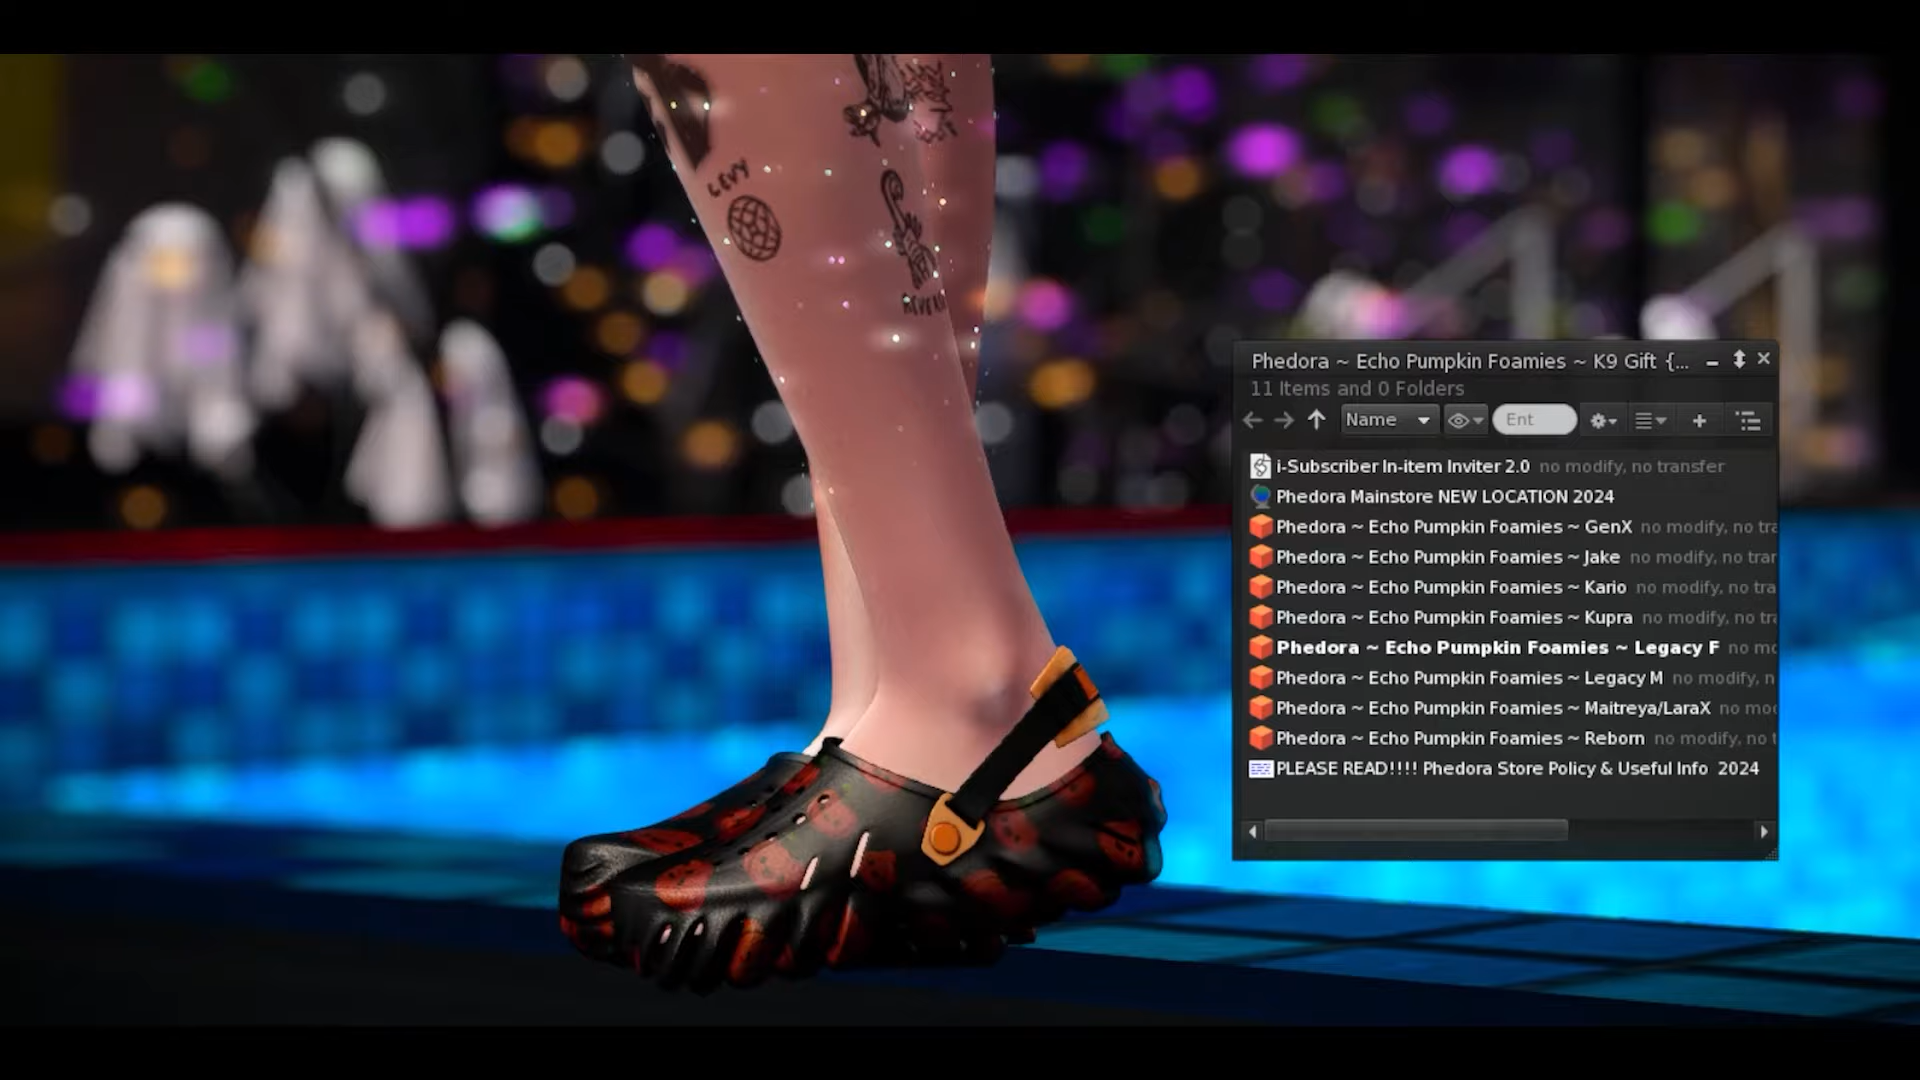 LEVY
Phedora ~ Echo Pumpkin Foamies ~ K9 Gift {...
11 Items and 0 Folders
Name
Ent
i-Subscriber In-item Inviter 2.0 no modify, no transfer
Phedora Mainstore NEW LOCATION 2024
Phedora ~ Echo Pumpkin Foamies ~ GenX no modify, no tra
Phedora ~ Echo Pumpkin Foamies ~ Jake no modify, no tran
Phedora ~ Echo Pumpkin Foamies ~ Kario no modify, no tra
Phedora ~ Echo Pumpkin Foamies ~ Kupra no modify, no tra
Phedora ~ Echo Pumpkin Foamies ~ Legacy F no mo
Phedora ~ Echo Pumpkin Foamies ~ Legacy M no modify, n
Phedora ~ Echo Pumpkin Foamies ~ Maitreya/LaraX no mod
Phedora ~ Echo Pumpkin Foamies ~ Reborn no modify, no t
PLEASE READ!!!! Phedora Store Policy & Useful Info 2024